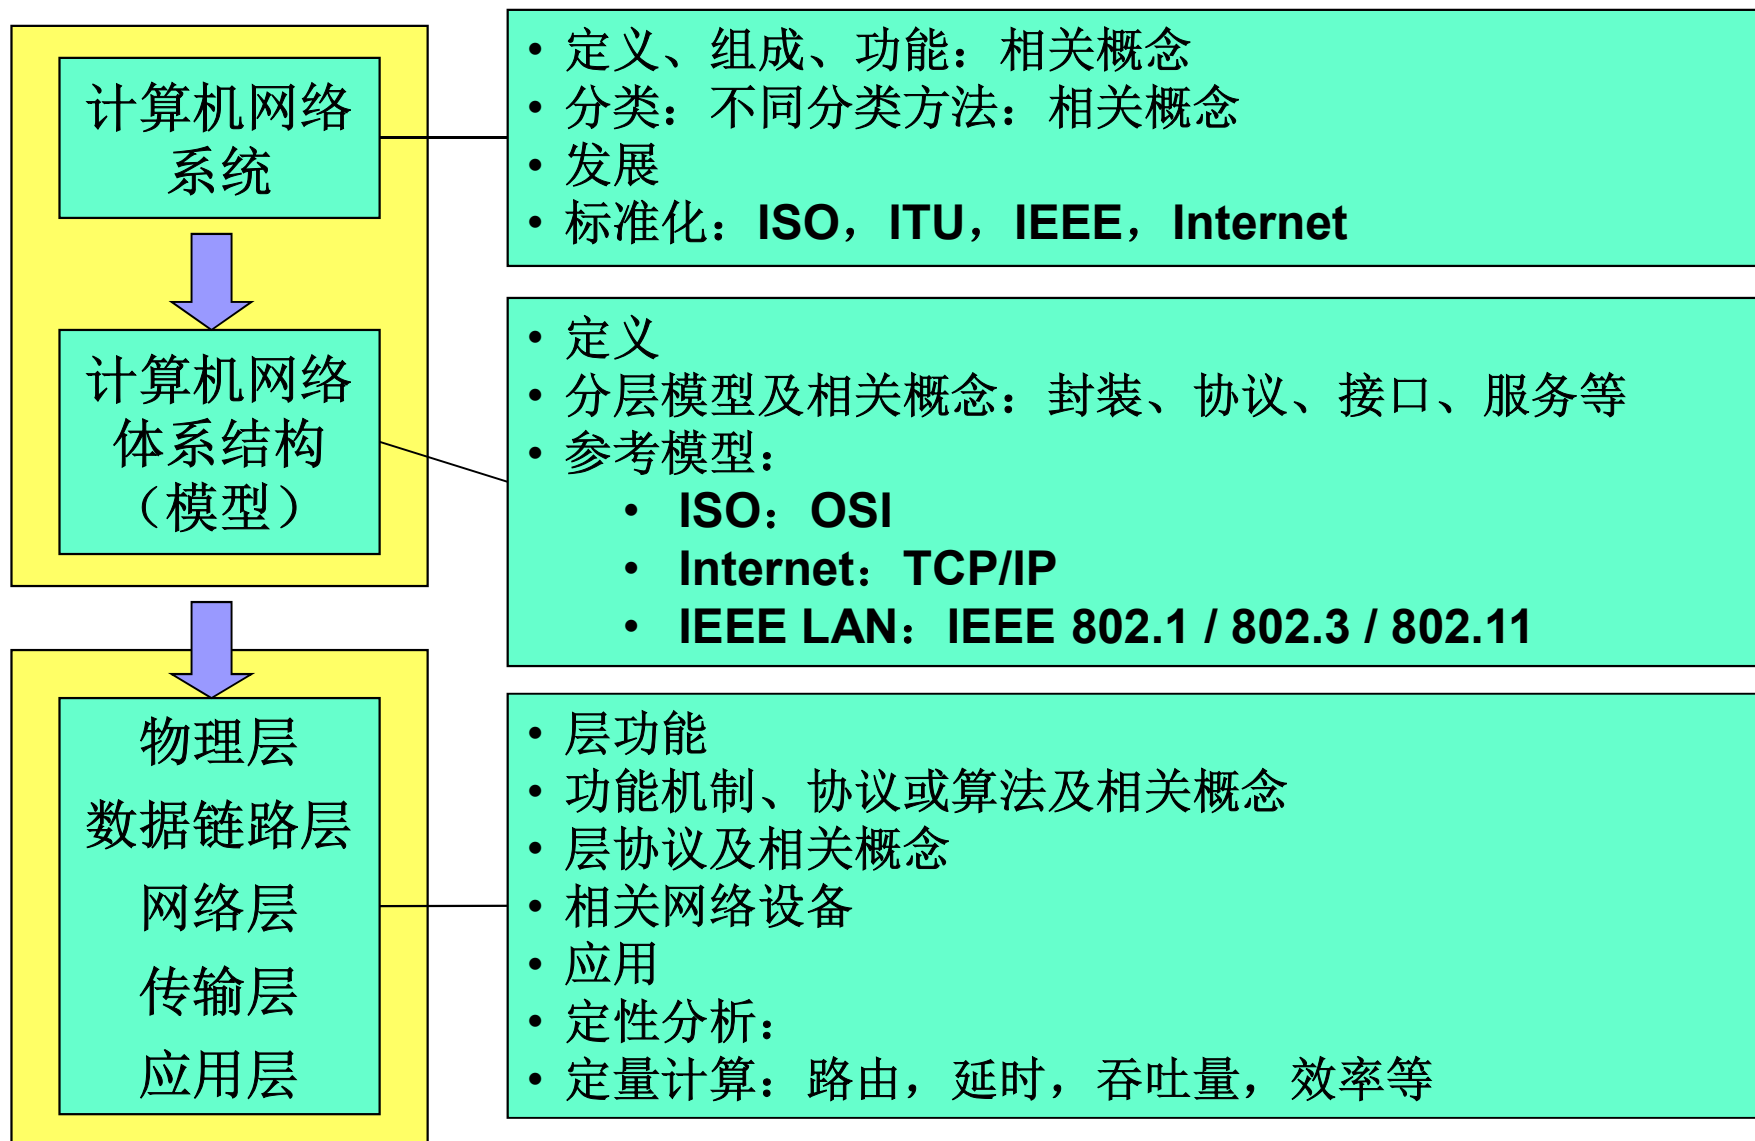 计算机网络
系统
• 定义、组成、功能：相关概念
• 分类：不同分类方法：相关概念
• 发展
• 标准化：ISO，ITU，IEEE，Internet
计算机网络
体系结构
（模型）
• 定义
• 分层模型及相关概念：封装、协议、接口、服务等
• 参考模型：
• ISO：OSI
• Internet：TCP/IP
• IEEE LAN：IEEE 802.1 / 802.3 / 802.11
物理层
数据链路层
网络层
传输层
应用层
• 层功能
• 功能机制、协议或算法及相关概念
• 层协议及相关概念
• 相关网络设备
• 应用
• 定性分析：
• 定量计算：路由，延时，吞吐量，效率等